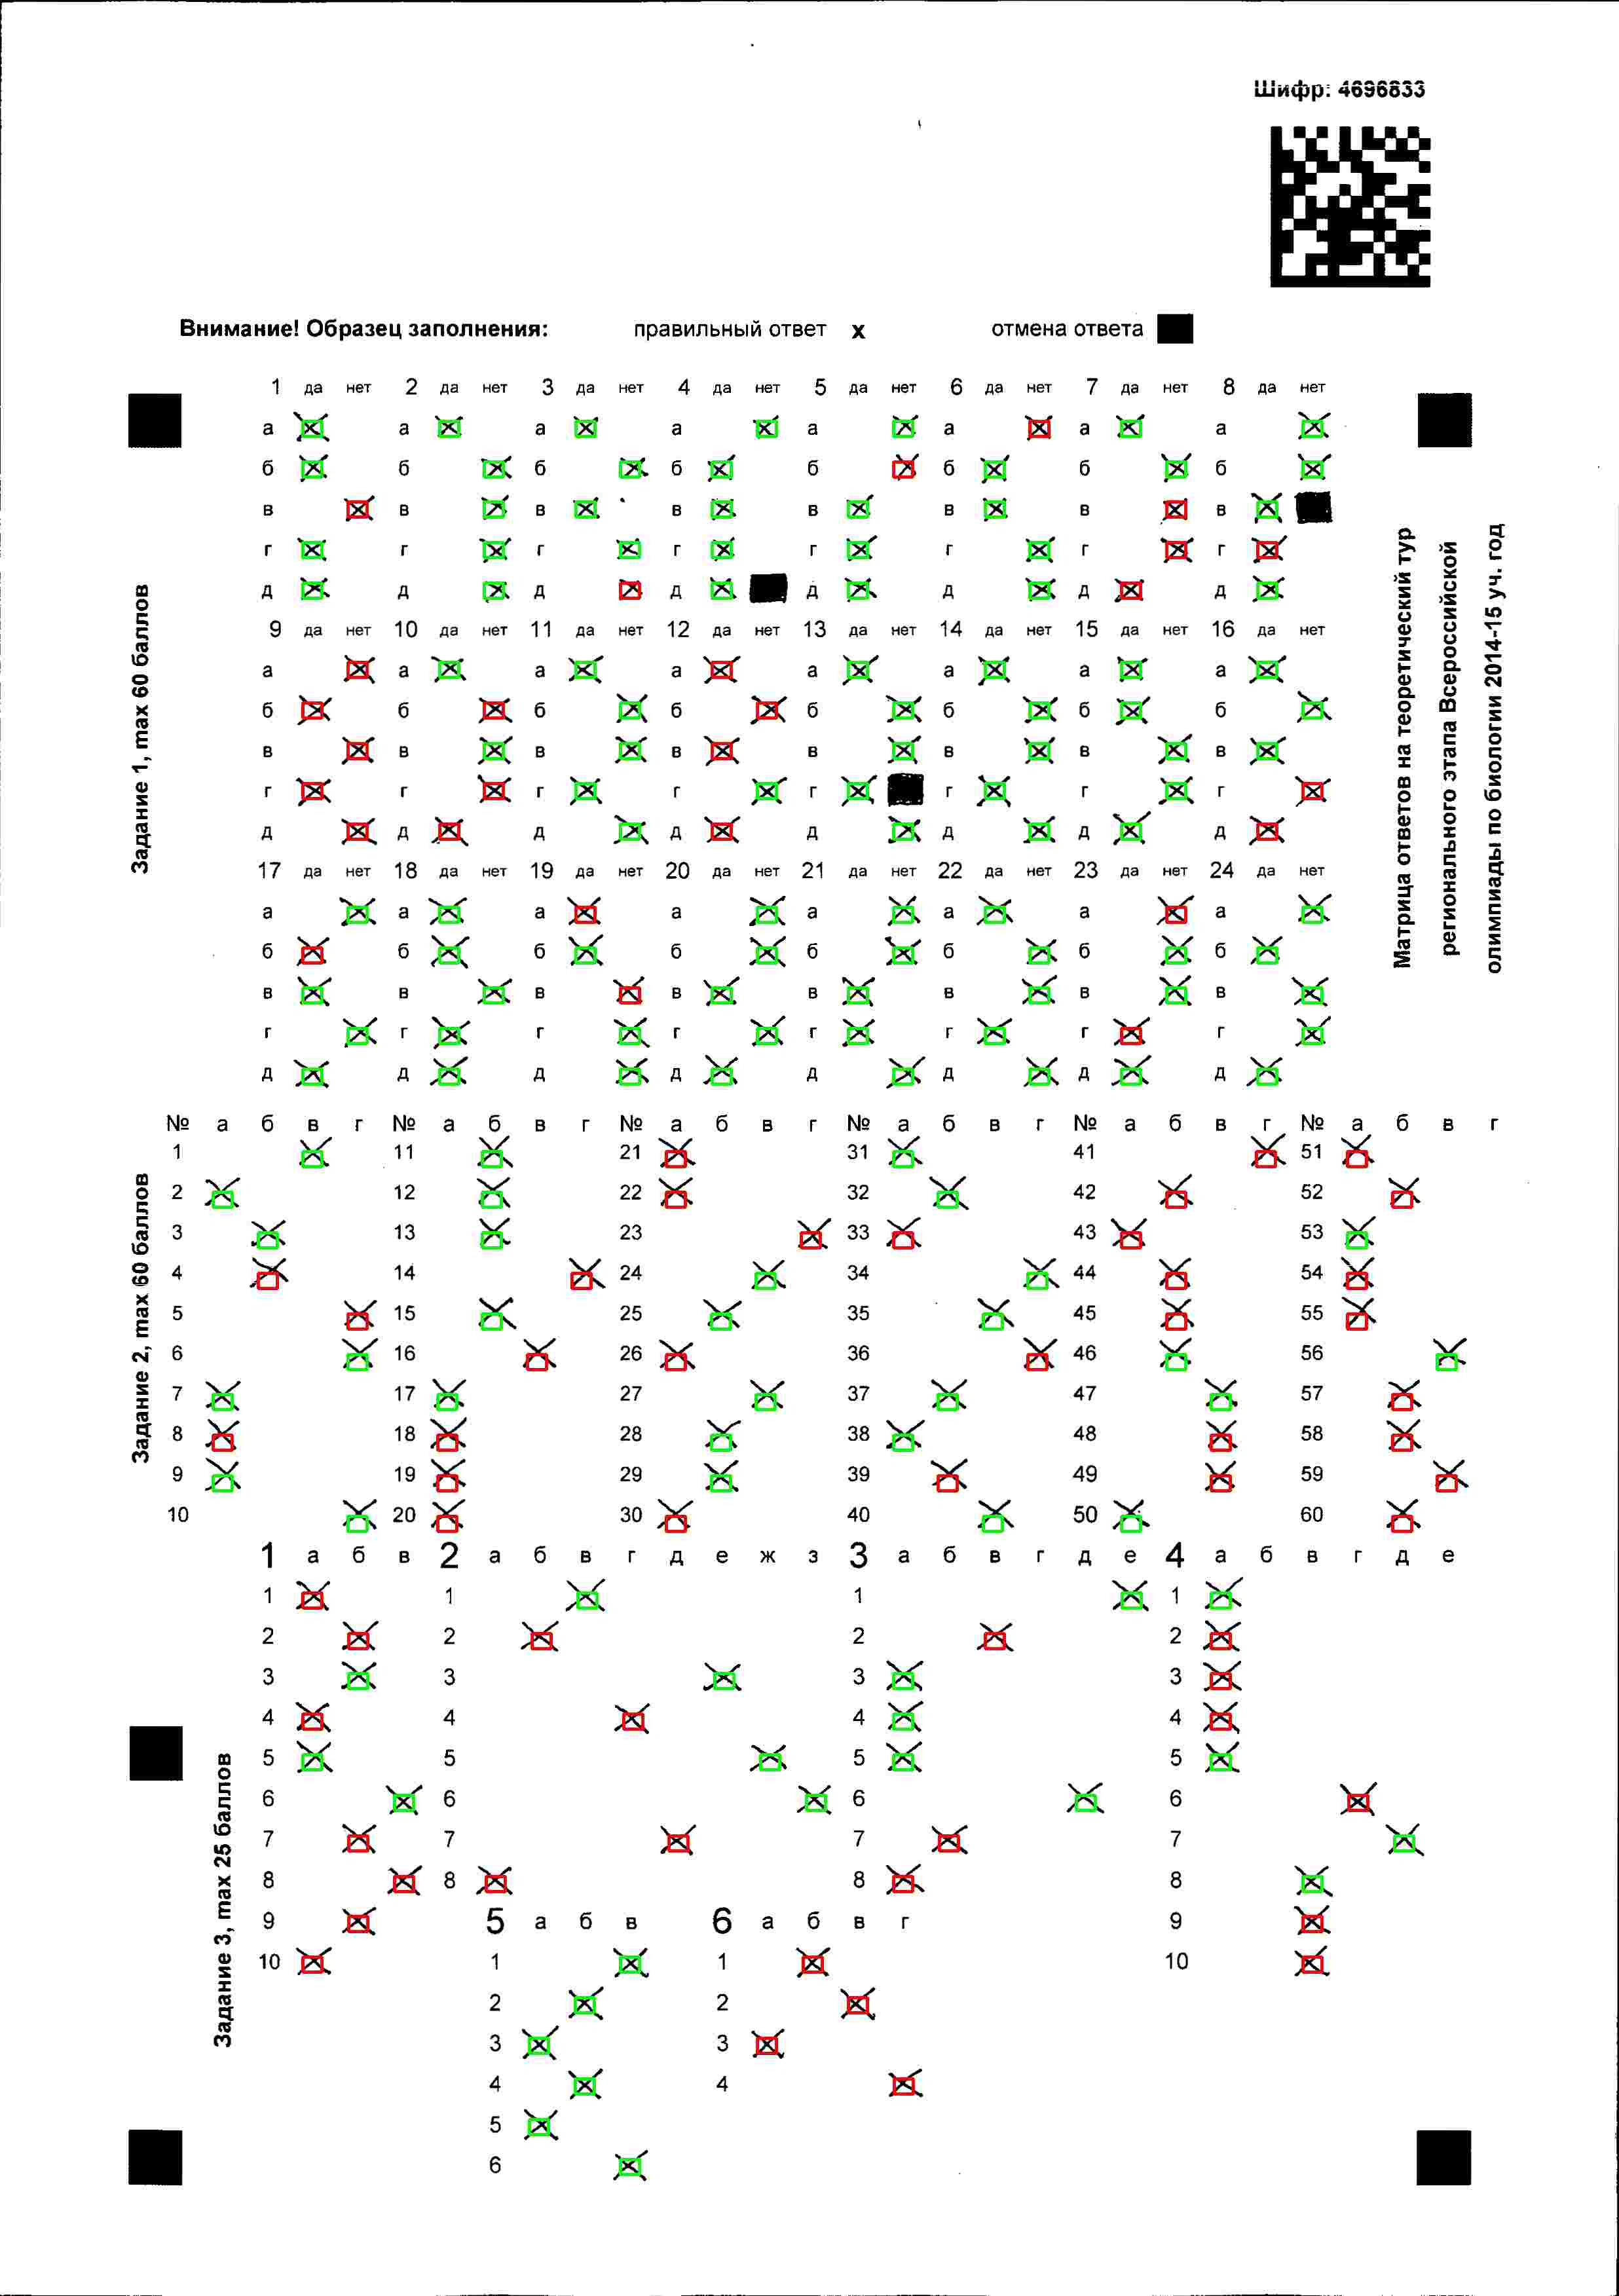 Шифр: 4696833
Внимание! Образец заполнения: правильный ответ х отмена ответа
1 да нет 2 да нет 3 да нет 4 да нет 5 да нет 6 да нет 7 да нет 8 да нет
а а а а а а а а
б б б б б б б б
в в в в в в в в
г г г г г г г г
д д д д д д д д
9 да нет 10 да нет 11 да нет 12 да нет 13 да нет 14 да нет 15 да нет 16 да нет
а а а а а а а а
б б б б б б б б
в в в в в в в в
г г г г г г г г
д д д д д д д д
17 да нет 18 да нет 19 да нет 20 да нет 21 да нет 22 да нет 23 да нет 24 да нет
а а а а а а а а
б б б б б б б б
в в в в в в в в
г г г г г г г г
д д д д д д д д
Задание 1, max 60 баллов
Матрица ответов на теоретический тур
регионального этапа Всероссийской
олимпиады по биологии 2014-15 уч. год
№ а б в г № а б в г № а б в г № а б в г № а б в г № а б в г
1 11 21 31 41 51
2 12 22 32 42 52
3 13 23 33 43 53
4 14 24 34 44 54
5 15 25 35 45 55
6 16 26 36 46 56
7 17 27 37 47 57
8 18 28 38 48 58
9 19 29 39 49 59
10 20 30 40 50 60
Задание 2, max 60 баллов
1 а б в 2 а б в г д е ж з 3 а б в г д е 4 а б в г д е
1 1 1 1
2 2 2 2
3 3 3 3
4 4 4 4
5 5 5 5
6 6 6 6
7 7 7 7
8 8 8 8
9 5 а б в 6 а б в г 9
10 1 1 10
2 2
3 3
4 4
5
6
Задание 3, max 25 баллов